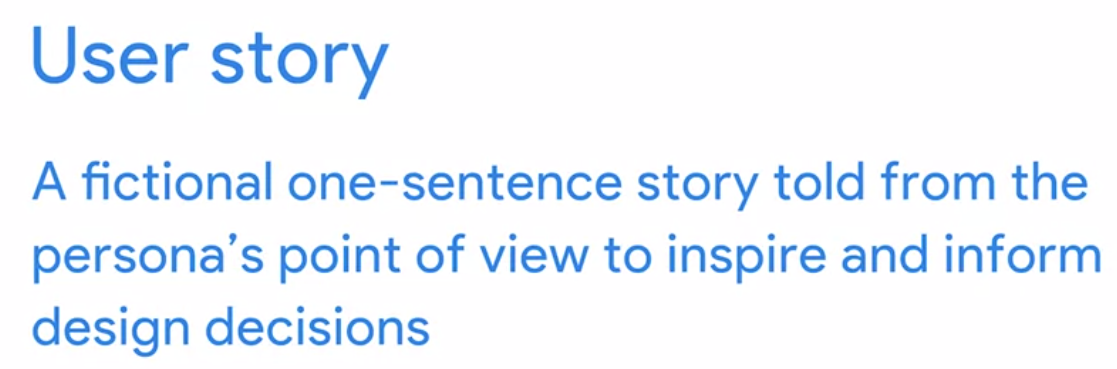 User story
A fictional one-sentence story told from the
persona’s point of view to inspire and inform
design decisions